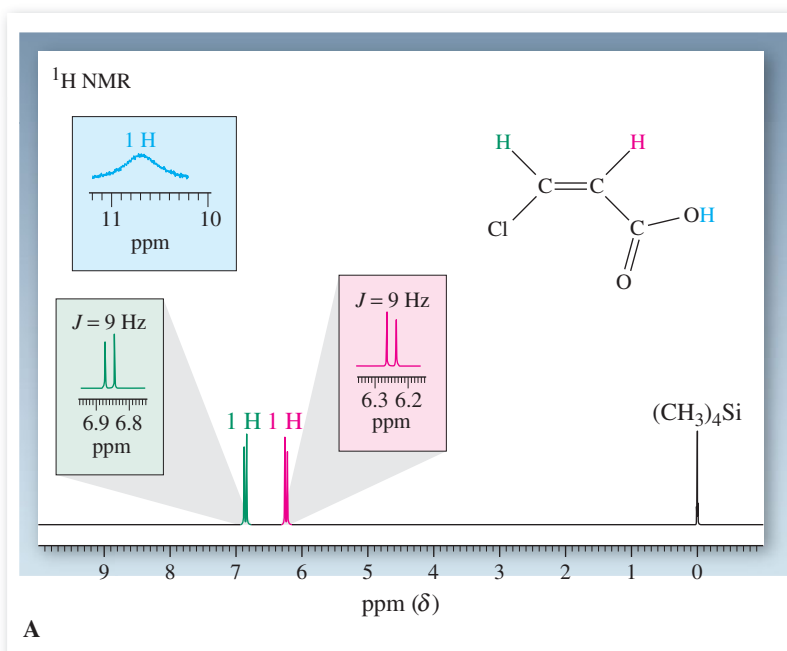 ¹H NMR
1 H
11 10
ppm
H H
C=C
Cl C OH
O
J = 9 Hz
6.9 6.8
ppm
J = 9 Hz
6.3 6.2
ppm
1 H 1 H
(CH₃)₄Si
9 8 7 6 5 4 3 2 1 0
ppm (δ)
A